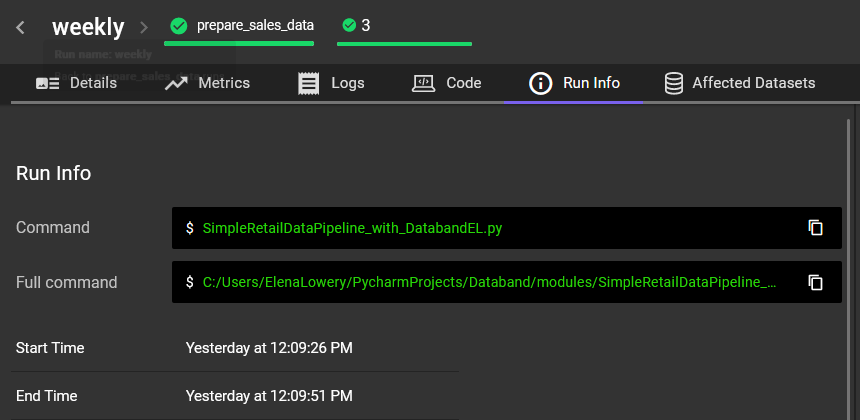 weekly prepare_sales_data 3
Run name: weekly
Details Metrics Logs Code Run Info Affected Datasets
Run Info
Command $ SimpleRetailDataPipeline_with_DatabandEL.py
Full command $ C:/Users/ElenaLowery/PycharmProjects/Databand/modules/SimpleRetailDataPipeline_...
Start Time Yesterday at 12:09:26 PM
End Time Yesterday at 12:09:51 PM